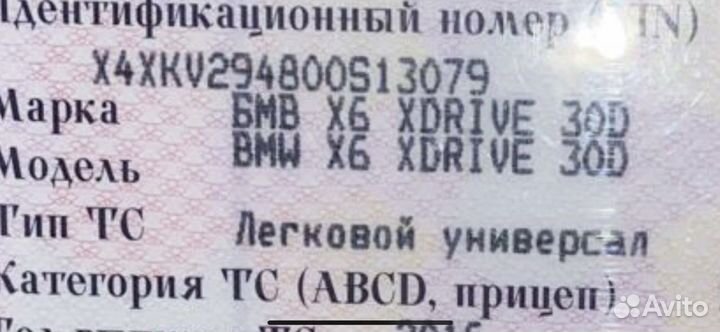 Идентификационный номер (VIN)
X4XKV294800S13079
Марка БМВ X6 XDRIVE 30D
Модель BMW X6 XDRIVE 30D
Тип ТС Легковой универсал
Категория ТС (ABCD, прицеп)
Avito